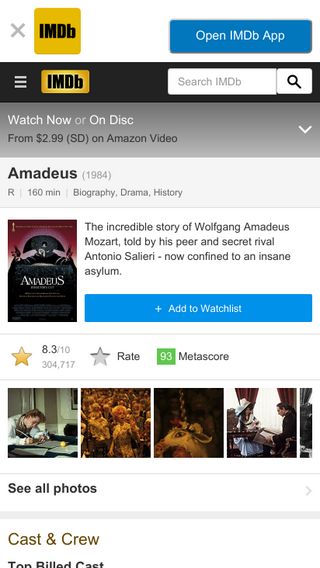 IMDb
Open IMDb App
IMDb
Search IMDb
Watch Now or On Disc
From $2.99 (SD) on Amazon Video
Amadeus (1984)
R | 160 min | Biography, Drama, History
AMADEUS
The incredible story of Wolfgang Amadeus
Mozart, told by his peer and secret rival
Antonio Salieri - now confined to an insane
asylum.
+ Add to Watchlist
8.3/10
304,717
Rate
93 Metascore
See all photos
Cast & Crew
Top Billed Cast